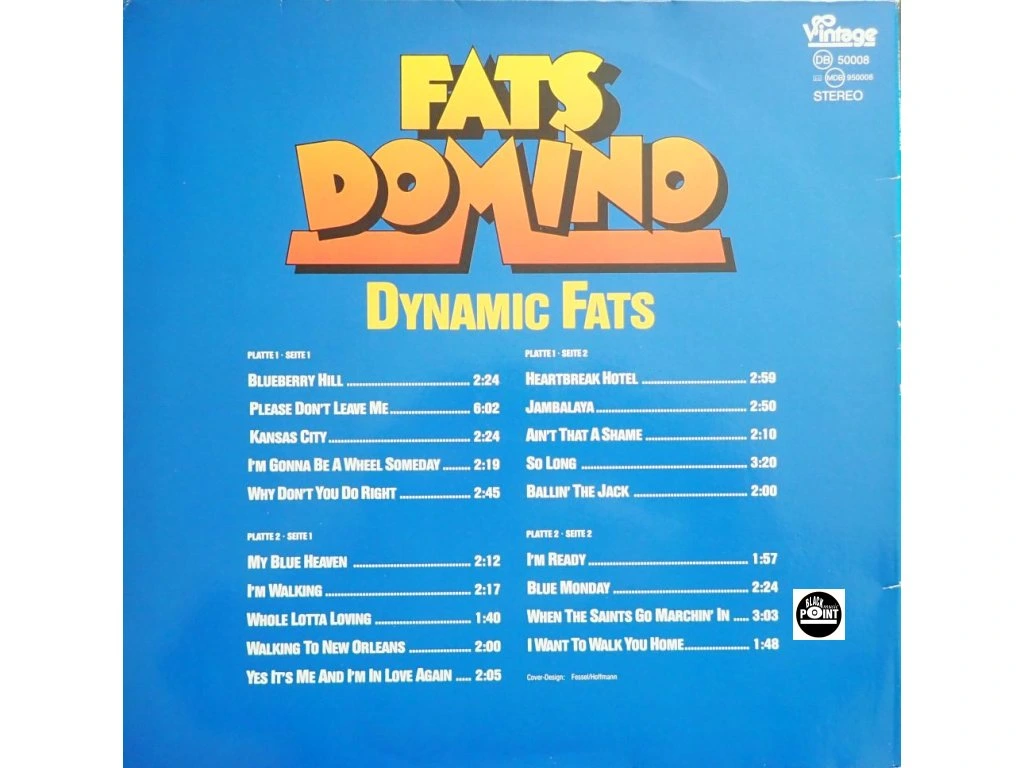 Vintage
DB 50008
MDB 950008
STEREO
FATS
DOMINO
DYNAMIC FATS
PLATTE 1 · SEITE 1
BLUEBERRY HILL ........ 2:24
PLEASE DON'T LEAVE ME ........ 6:02
KANSAS CITY ........ 2:24
I'M GONNA BE A WHEEL SOMEDAY ........ 2:19
WHY DON'T YOU DO RIGHT ........ 2:45
PLATTE 1 · SEITE 2
HEARTBREAK HOTEL ........ 2:59
JAMBALAYA ........ 2:50
AIN'T THAT A SHAME ........ 2:10
SO LONG ........ 3:20
BALLIN' THE JACK ........ 2:00
PLATTE 2 · SEITE 1
MY BLUE HEAVEN ........ 2:12
I'M WALKING ........ 2:17
WHOLE LOTTA LOVING ........ 1:40
WALKING TO NEW ORLEANS ........ 2:00
YES IT'S ME AND I'M IN LOVE AGAIN ..... 2:05
PLATTE 2 · SEITE 2
I'M READY ........ 1:57
BLUE MONDAY ........ 2:24
WHEN THE SAINTS GO MARCHIN' IN ..... 3:03
I WANT TO WALK YOU HOME ........ 1:48
Cover-Design: Fessel/Hoffmann
BLACK
music
POINT